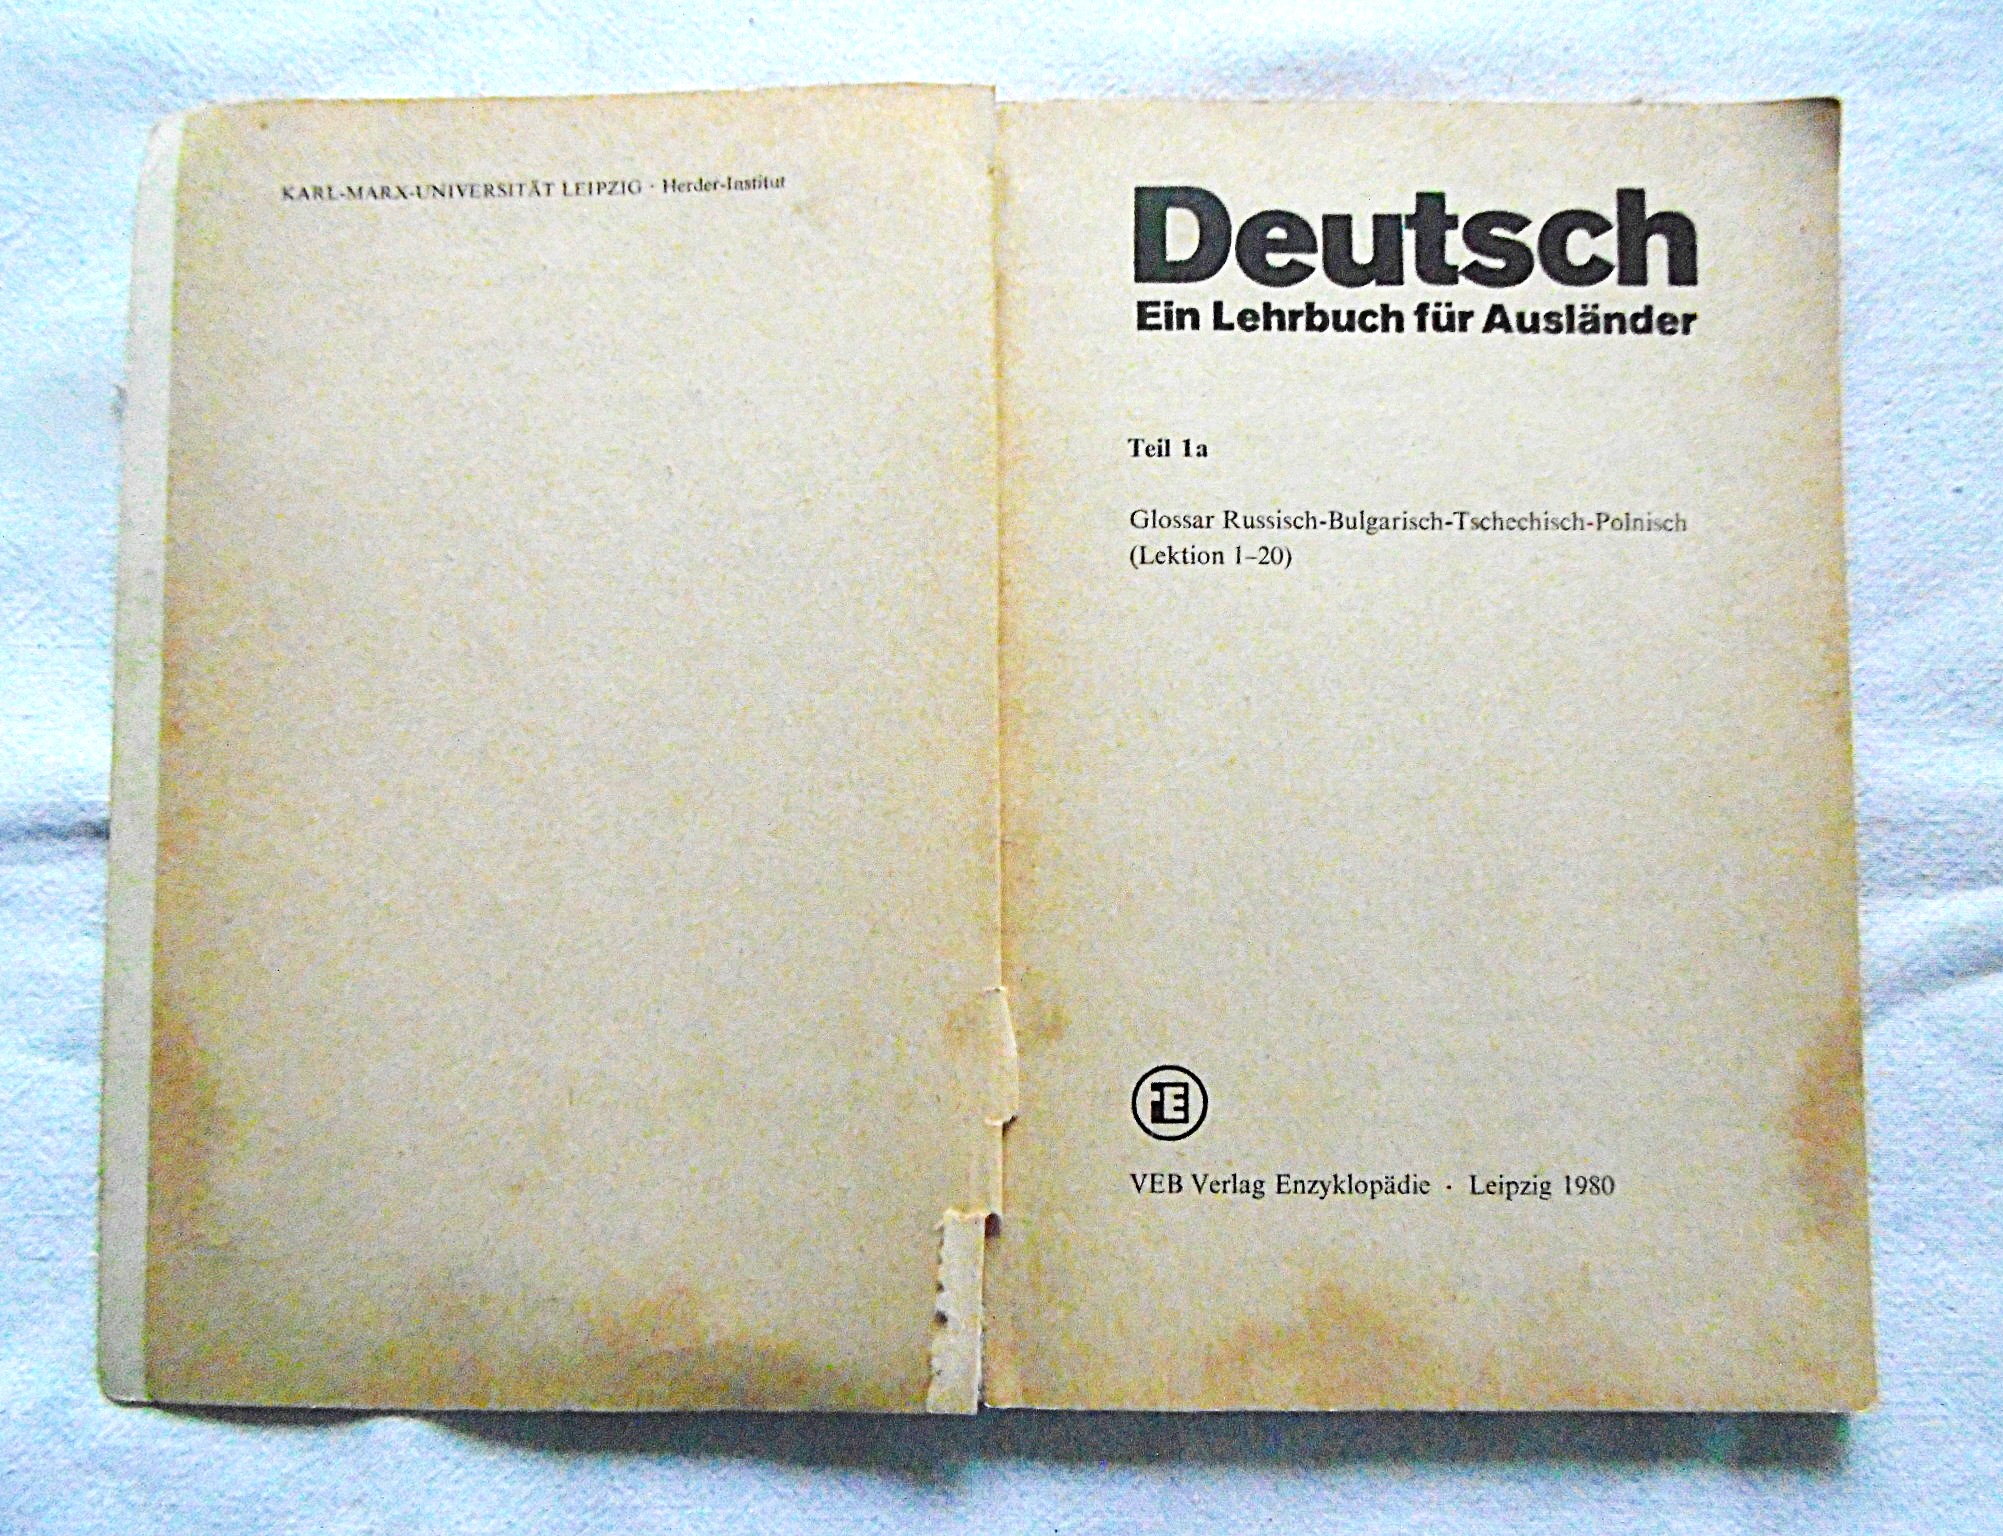 KARL-MARX-UNIVERSITÄT LEIPZIG · Herder-Institut
Deutsch
Ein Lehrbuch für Ausländer
Teil 1a
Glossar Russisch-Bulgarisch-Tschechisch-Polnisch
(Lektion 1–20)
VEB Verlag Enzyklopädie · Leipzig 1980